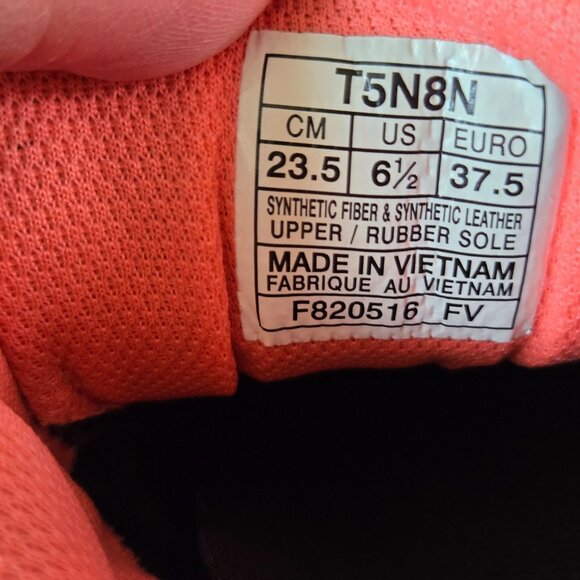 T5N8N
CM US EURO
23.5 6½ 37.5
SYNTHETIC FIBER & SYNTHETIC LEATHER
UPPER / RUBBER SOLE
MADE IN VIETNAM
FABRIQUE AU VIETNAM
F820516 FV